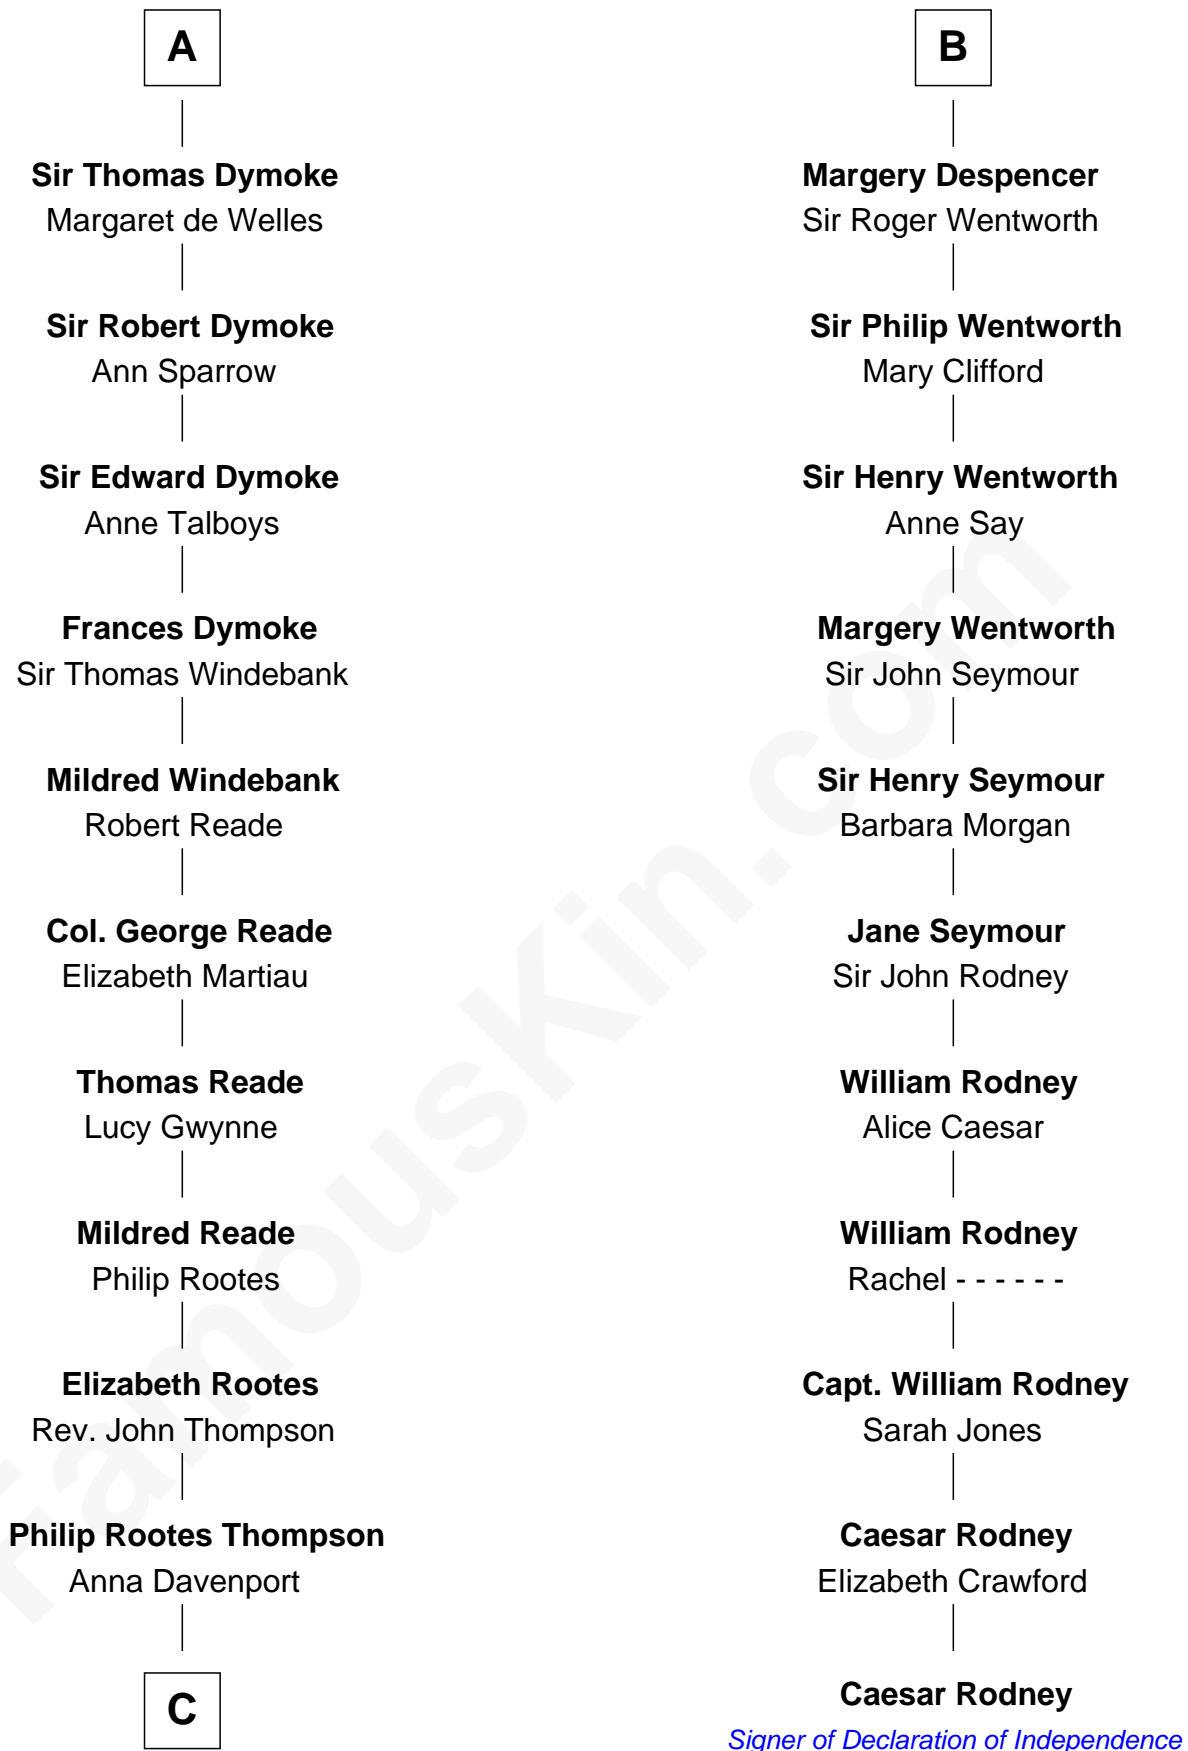 A
Sir Thomas Dymoke
Margaret de Welles
Sir Robert Dymoke
Ann Sparrow
Sir Edward Dymoke
Anne Talboys
Frances Dymoke
Sir Thomas Windebank
Mildred Windebank
Robert Reade
Col. George Reade
Elizabeth Martiau
Thomas Reade
Lucy Gwynne
Mildred Reade
Philip Rootes
Elizabeth Rootes
Rev. John Thompson
Philip Rootes Thompson
Anna Davenport
C
B
Margery Despencer
Sir Roger Wentworth
Sir Philip Wentworth
Mary Clifford
Sir Henry Wentworth
Anne Say
Margery Wentworth
Sir John Seymour
Sir Henry Seymour
Barbara Morgan
Jane Seymour
Sir John Rodney
William Rodney
Alice Caesar
William Rodney
Rachel - - - - - -
Capt. William Rodney
Sarah Jones
Caesar Rodney
Elizabeth Crawford
Caesar Rodney
Signer of Declaration of Independence
FamousKin.com